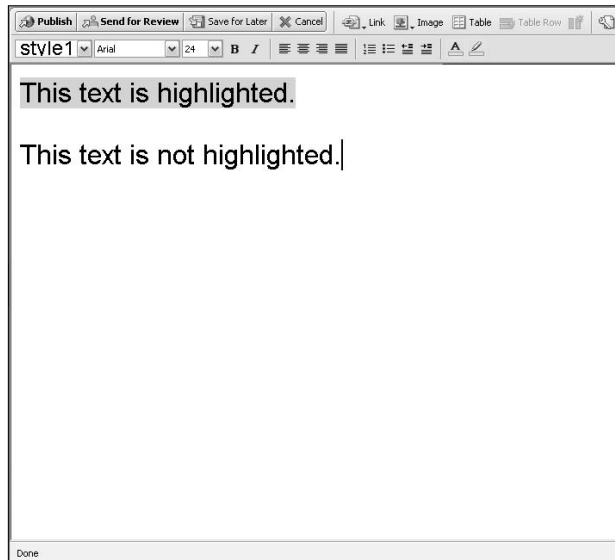 Publish Send for Review Save for Later Cancel Link Image Table Table Row
style1 Arial 24 B I A
This text is highlighted.
This text is not highlighted.
Done